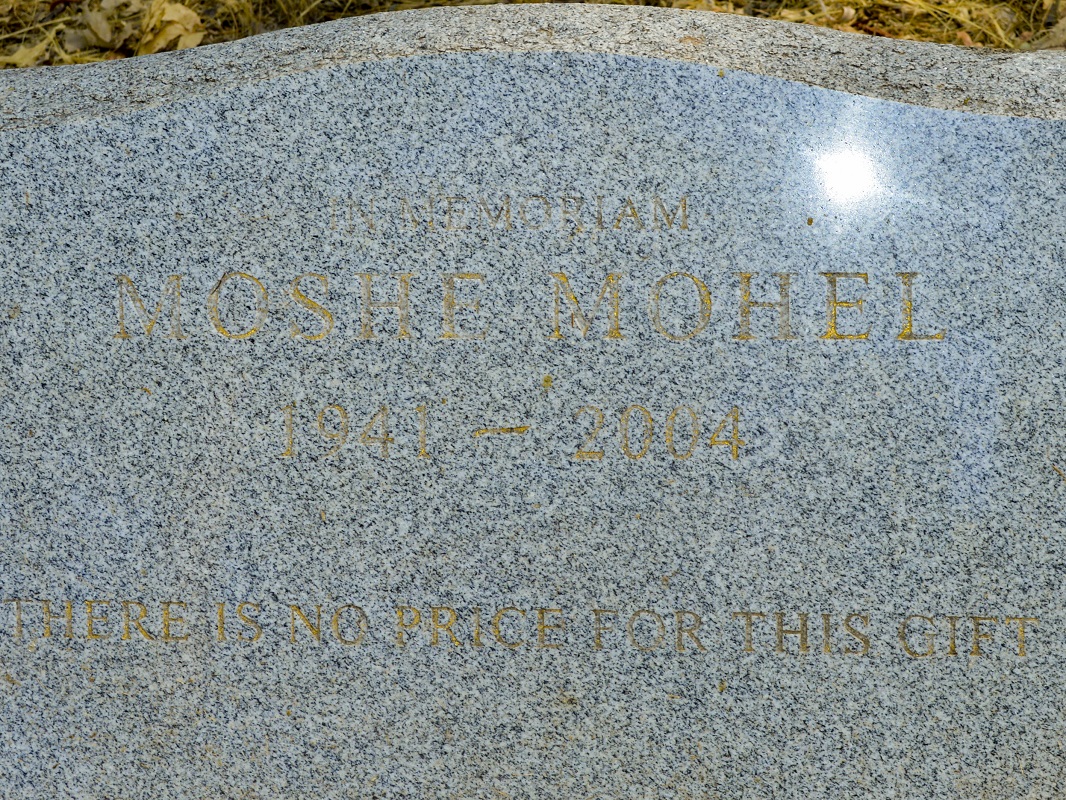 IN MEMORIAM
MOSHE MOHEL
1941 – 2004
THERE IS NO PRICE FOR THIS GIFT